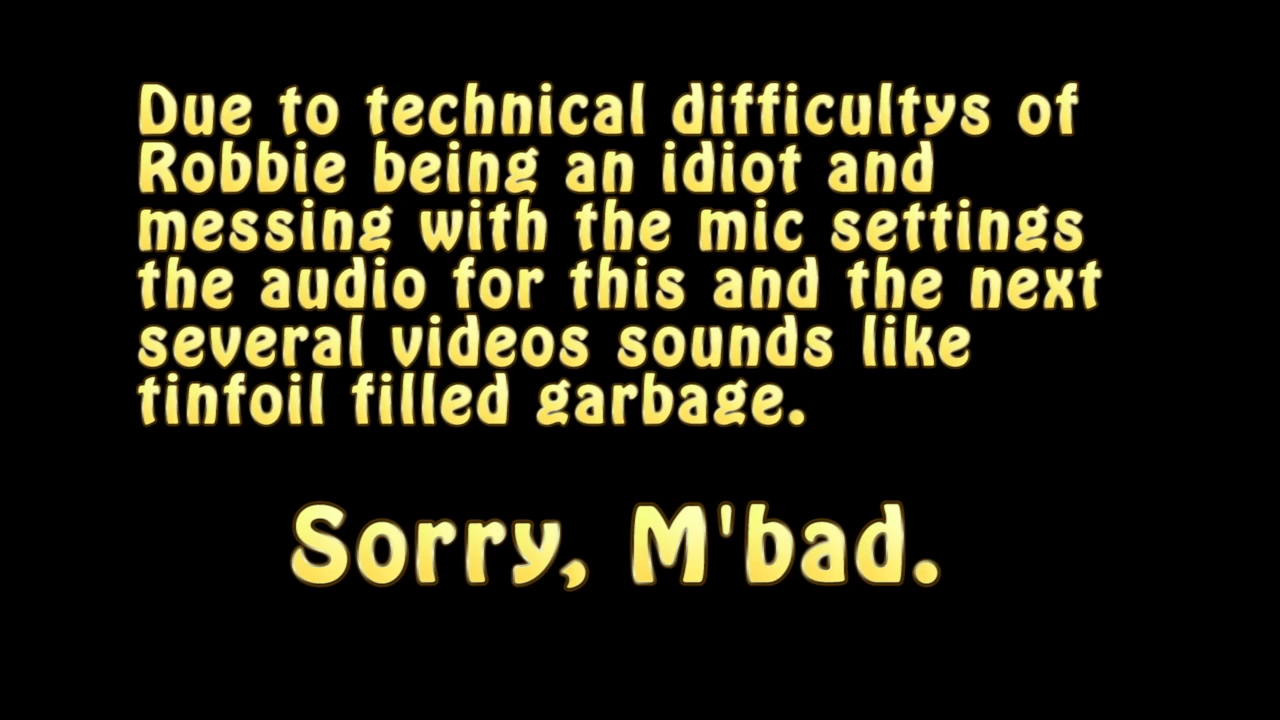 Due to technical difficultys of
Robbie being an idiot and
messing with the mic settings
the audio for this and the next
several videos sounds like
tinfoil filled garbage.
Sorry, M'bad.